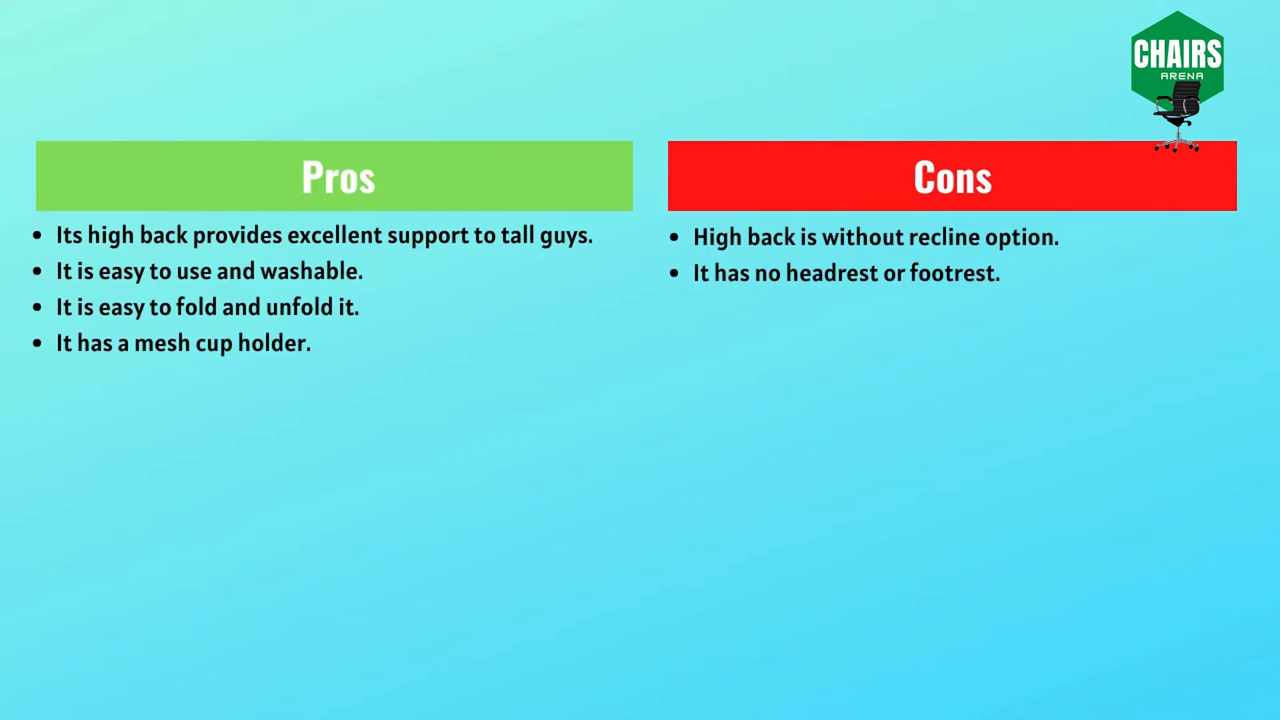 CHAIRS
ARENA
Pros
Its high back provides excellent support to tall guys.
It is easy to use and washable.
It is easy to fold and unfold it.
It has a mesh cup holder.
Cons
High back is without recline option.
It has no headrest or footrest.